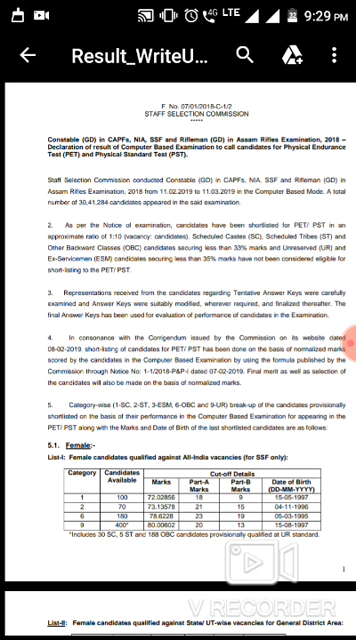 4G LTE 32 9:29 PM
Result_WriteU...
F. No. 07/01/2018-C-1/2
STAFF SELECTION COMMISSION
*****
Constable (GD) in CAPFs, NIA, SSF and Rifleman (GD) in Assam Rifles Examination, 2018 –
Declaration of result of Computer Based Examination to call candidates for Physical Endurance
Test (PET) and Physical Standard Test (PST).
Staff Selection Commission conducted Constable (GD) in CAPFs, NIA, SSF and Rifleman (GD) in
Assam Rifles Examination, 2018 from 11.02.2019 to 11.03.2019 in the Computer Based Mode. A total
number of 30,41,284 candidates appeared in the said examination.
2. As per the Notice of examination, candidates have been shortlisted for PET/ PST in an
approximate ratio of 1:10 (vacancy: candidates). Scheduled Castes (SC), Scheduled Tribes (ST) and
Other Backward Classes (OBC) candidates securing less than 33% marks and Unreserved (UR) and
Ex-Servicemen (ESM) candidates securing less than 35% marks have not been considered eligible for
short-listing to the PET/ PST.
3. Representations received from the candidates regarding Tentative Answer Keys were carefully
examined and Answer Keys were suitably modified, wherever required, and finalized thereafter. The
final Answer Keys has been used for evaluation of performance of candidates in the Examination.
4. In consonance with the Corrigendum issued by the Commission on its website dated
08-02-2019, short-listing of candidates for PET/ PST has been done on the basis of normalized marks
scored by the candidates in the Computer Based Examination by using the formula published by the
Commission through Notice No: 1-1/2018-P&P-I dated 07-02-2019. Final merit as well as selection of
the candidates will also be made on the basis of normalized marks.
5. Category-wise (1-SC, 2-ST, 3-ESM, 6-OBC and 9-UR) break-up of the candidates provisionally
shortlisted on the basis of their performance in the Computer Based Examination for appearing in the
PET/ PST along with the Marks and Date of Birth of the last shortlisted candidates are as follows:
5.1. Female:-
List-I: Female candidates qualified against All-India vacancies (for SSF only):
Category Candidates Available Cut-off Details
Marks Part-A Marks Part-B Marks Date of Birth (DD-MM-YYYY)
1 100 72.02856 18 9 15-05-1997
2 70 73.13578 21 15 04-11-1996
6 180 78.6228 23 19 05-03-1995
9 400* 80.00602 20 13 15-08-1997
*Includes 30 SC, 5 ST and 188 OBC candidates provisionally qualified at UR standard.
1
V RECORDER
List-II: Female candidates qualified against State/ UT-wise vacancies for General District Area: